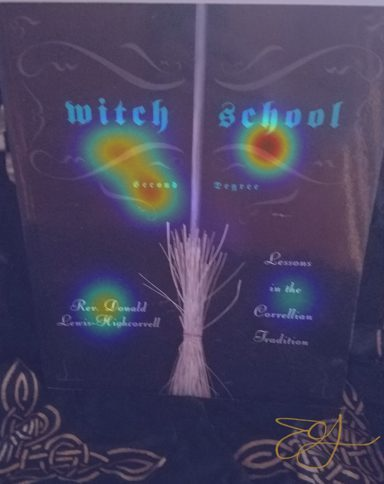 witch school
Second Degree
Lessons
in the
Correllian
Tradition
Rev. Donald
Lewis-Highcorrell